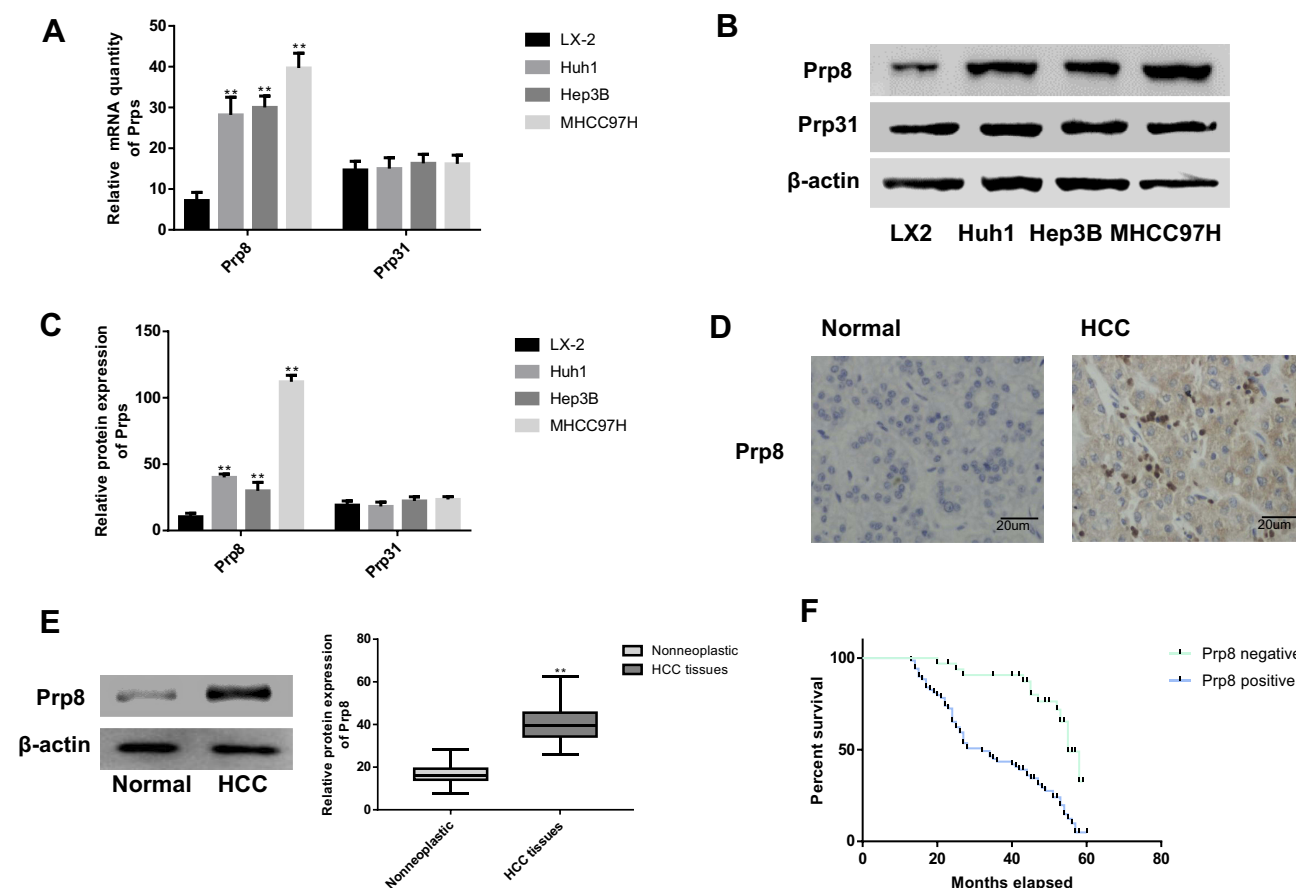 A
Relative mRNA quantity
of Prps
50
40
30
20
10
0
**
**
**
Prp8
Prp31
LX-2
Huh1
Hep3B
MHCC97H
B
Prp8
Prp31
β-actin
LX2 Huh1 Hep3B MHCC97H
C
Relative protein expression
of Prps
150
100
50
0
**
**
**
Prp8
Prp31
LX-2
Huh1
Hep3B
MHCC97H
D
Normal
HCC
Prp8
20um
20um
E
Prp8
β-actin
Normal HCC
Relative protein expression
of Prp8
80
60
40
20
0
**
Nonneoplastic
HCC tissues
Nonneoplastic
HCC tissues
F
Percent survival
100
50
0
0 20 40 60 80
Months elapsed
Prp8 negative
Prp8 positive